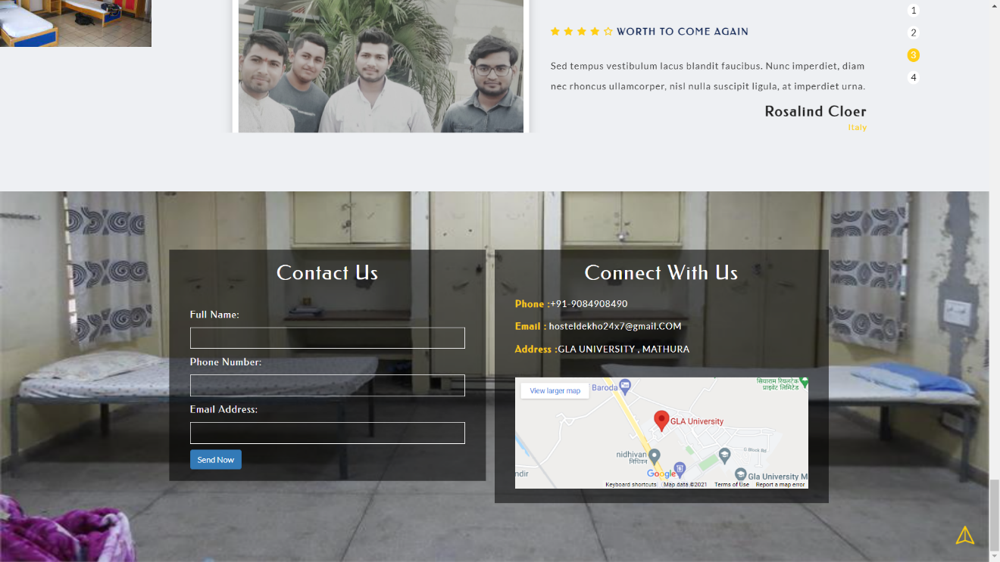 1
2
3
4
WORTH TO COME AGAIN
Sed tempus vestibulum lacus blandit faucibus. Nunc imperdiet, diam
nec rhoncus ullamcorper, nisl nulla suscipit ligula, at imperdiet urna.
Rosalind Cloer
Italy
Contact Us
Full Name:
Phone Number:
Email Address:
Send Now
Connect With Us
Phone :+91-9084908490
Email : hosteldekho24x7@gmail.COM
Address :GLA UNIVERSITY , MATHURA
View larger map
Baroda
सियाराम रियलटेक
प्राइवेट लिमिटेड
GLA University
nidhivan
निधिवन
G Block Rd
Google
Gla University M
ndir
Keyboard shortcuts
Map data ©2021
Terms of Use
Report a map error